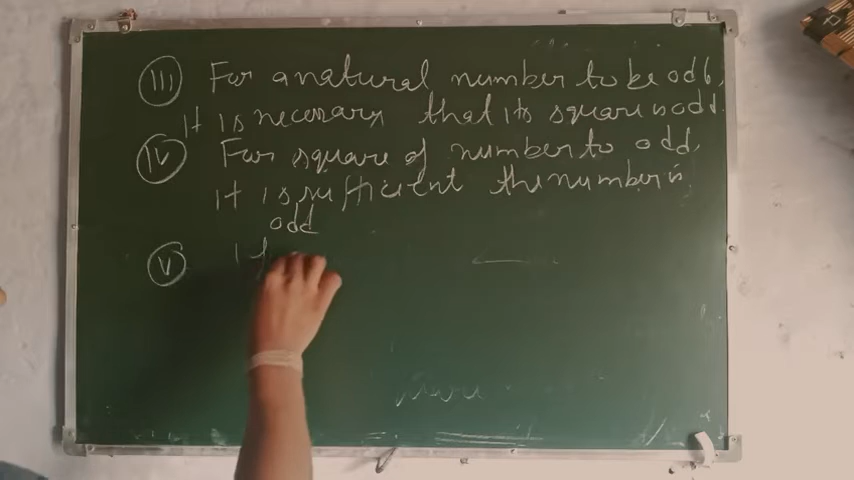 (III) For a natural number to be odd,
It is necessary that its square is odd.
(IV) For square of number to odd,
it is sufficient the number is
odd
(V) If